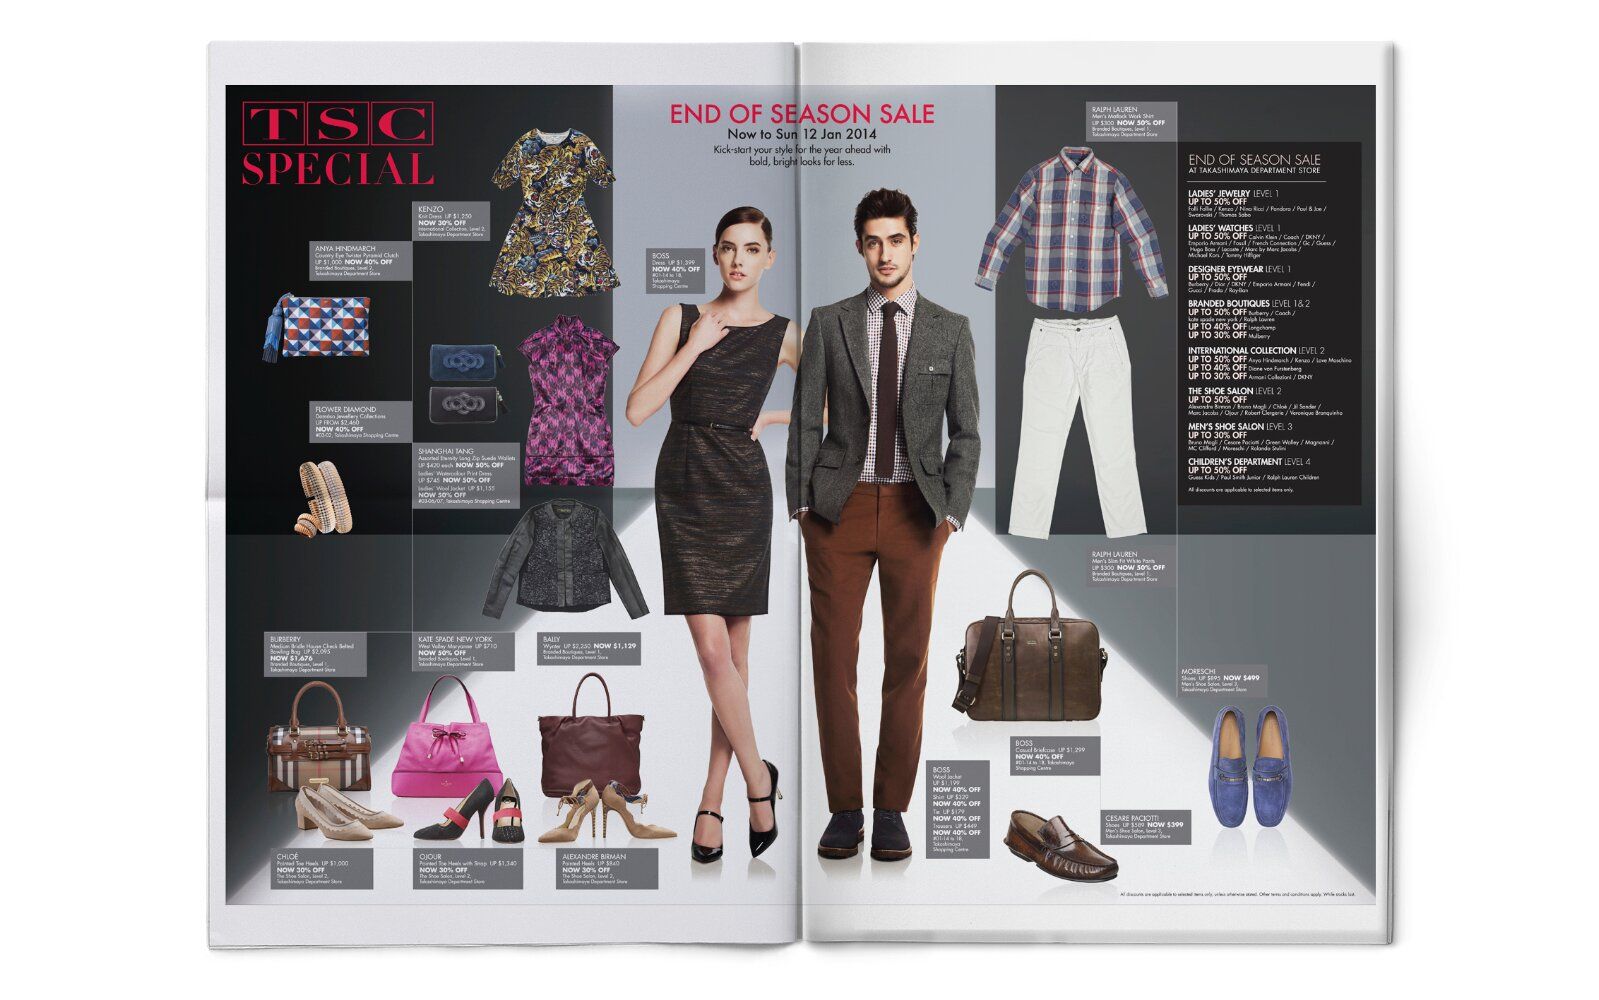 TSC
SPECIAL
END OF SEASON SALE
Now to Sun 12 Jan 2014
Kick-start your style for the year ahead with
bold, bright looks for less.
KENZO
Knit Dress UP $1,250
NOW 30% OFF
International Collection, Level 2,
Takashimaya Department Store
ANYA HINDMARCH
Country Eye Twister Pyramid Clutch
UP $1,000 NOW 40% OFF
Branded Boutiques, Level 2,
Takashimaya Department Store
FLOWER DIAMOND
Jewellery Collections
UP FROM $2,460
NOW 40% OFF
#03-02, Takashimaya Shopping Centre
SHANGHAI TANG
Assorted Eternity Long Zip Suede Wallets
UP $420 each NOW 50% OFF
Ladies' Watercolour Print Dress
UP $745 NOW 50% OFF
Ladies' Wool Jacket UP $1,155
NOW 50% OFF
#03-06/07, Takashimaya Shopping Centre
BOSS
Dress UP $1,399
NOW 40% OFF
#01-14 to 18,
Takashimaya
Shopping Centre
BURBERRY
Medium Bridle House Check Belted
Bowling Bag UP $2,095
NOW $1,676
Branded Boutiques, Level 1,
Takashimaya Department Store
KATE SPADE NEW YORK
West Valley Maryanne UP $710
NOW 50% OFF
Branded Boutiques, Level 1,
Takashimaya Department Store
BALLY
Wynter UP $2,250 NOW $1,129
Branded Boutiques, Level 1,
Takashimaya Department Store
CHLOÉ
Pointed Toe Heels UP $1,000
NOW 30% OFF
The Shoe Salon, Level 2,
Takashimaya Department Store
OJOUR
Pointed Toe Heels with Strap UP $1,340
NOW 30% OFF
The Shoe Salon, Level 2,
Takashimaya Department Store
ALEXANDRE BIRMAN
Pointed Heels UP $840
NOW 30% OFF
The Shoe Salon, Level 2,
Takashimaya Department Store
RALPH LAUREN
Men's Matlock Work Shirt
UP $300 NOW 50% OFF
Branded Boutiques, Level 1,
Takashimaya Department Store
END OF SEASON SALE
AT TAKASHIMAYA DEPARTMENT STORE
LADIES' JEWELRY LEVEL 1
UP TO 50% OFF
Folli Follie / Kenzo / Nina Ricci / Pandora / Paul & Joe /
Swarovski / Thomas Sabo
LADIES' WATCHES LEVEL 1
UP TO 50% OFF Calvin Klein / Coach / DKNY /
Emporio Armani / Fossil / French Connection / Gc / Guess /
Hugo Boss / Lacoste / Marc by Marc Jacobs /
Michael Kors / Tommy Hilfiger
DESIGNER EYEWEAR LEVEL 1
UP TO 50% OFF
Burberry / Dior / DKNY / Emporio Armani / Fendi /
Gucci / Prada / Ray-Ban
BRANDED BOUTIQUES LEVEL 1&2
UP TO 50% OFF Burberry / Coach /
kate spade new york / Ralph Lauren
UP TO 40% OFF Longchamp
UP TO 30% OFF Mulberry
INTERNATIONAL COLLECTION LEVEL 2
UP TO 50% OFF Anya Hindmarch / Kenzo / Love Moschino
UP TO 40% OFF Diane von Furstenberg
UP TO 30% OFF Armani Collezioni / DKNY
THE SHOE SALON LEVEL 2
UP TO 50% OFF
Alexandre Birman / Bruno Magli / Chloé / Jil Sander /
Marc Jacobs / Ojour / Robert Clergerie / Veronique Branquinho
MEN'S SHOE SALON LEVEL 3
UP TO 30% OFF
Bruno Magli / Cesare Paciotti / Green Walley / Magnanni /
MC Clifford / Moreschi / Rolando Stulini
CHILDREN'S DEPARTMENT LEVEL 4
UP TO 50% OFF
Guess Kids / Paul Smith Junior / Ralph Lauren Children
All discounts are applicable to selected items only.
RALPH LAUREN
Men's Slim Fit White Pants
UP $300 NOW 50% OFF
Branded Boutiques, Level 1,
Takashimaya Department Store
MORESCHI
Shoes UP $895 NOW $499
Men's Shoe Salon, Level 3,
Takashimaya Department Store
BOSS
Casual Briefcase UP $1,299
NOW 40% OFF
#01-14 to 18, Takashimaya
Shopping Centre
BOSS
Wool Jacket
UP $1,199
NOW 40% OFF
Shirt UP $329
NOW 40% OFF
Tie UP $179
NOW 40% OFF
Trousers UP $449
NOW 40% OFF
#01-14 to 18,
Takashimaya
Shopping Centre
CESARE PACIOTTI
Shoes UP $589 NOW $399
Men's Shoe Salon, Level 3,
Takashimaya Department Store
All discounts are applicable to selected items only, unless otherwise stated. Other terms and conditions apply. While stocks last.